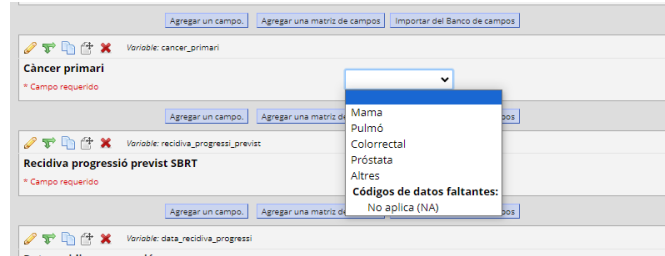 Agregar un campo. Agregar una matriz de campos Importar del Banco de campos
Variable: cancer_primari
Càncer primari
* Campo requerido
Agregar un campo. Agregar una matriz de
Mama
Pulmó
Colorrectal
Próstata
Altres
Códigos de datos faltantes:
No aplica (NA)
Variable: recidiva_progressi_previst
Recidiva progressió previst SBRT
* Campo requerido
Agregar un campo. Agregar una matriz de
Variable: data_recidiva_progressi